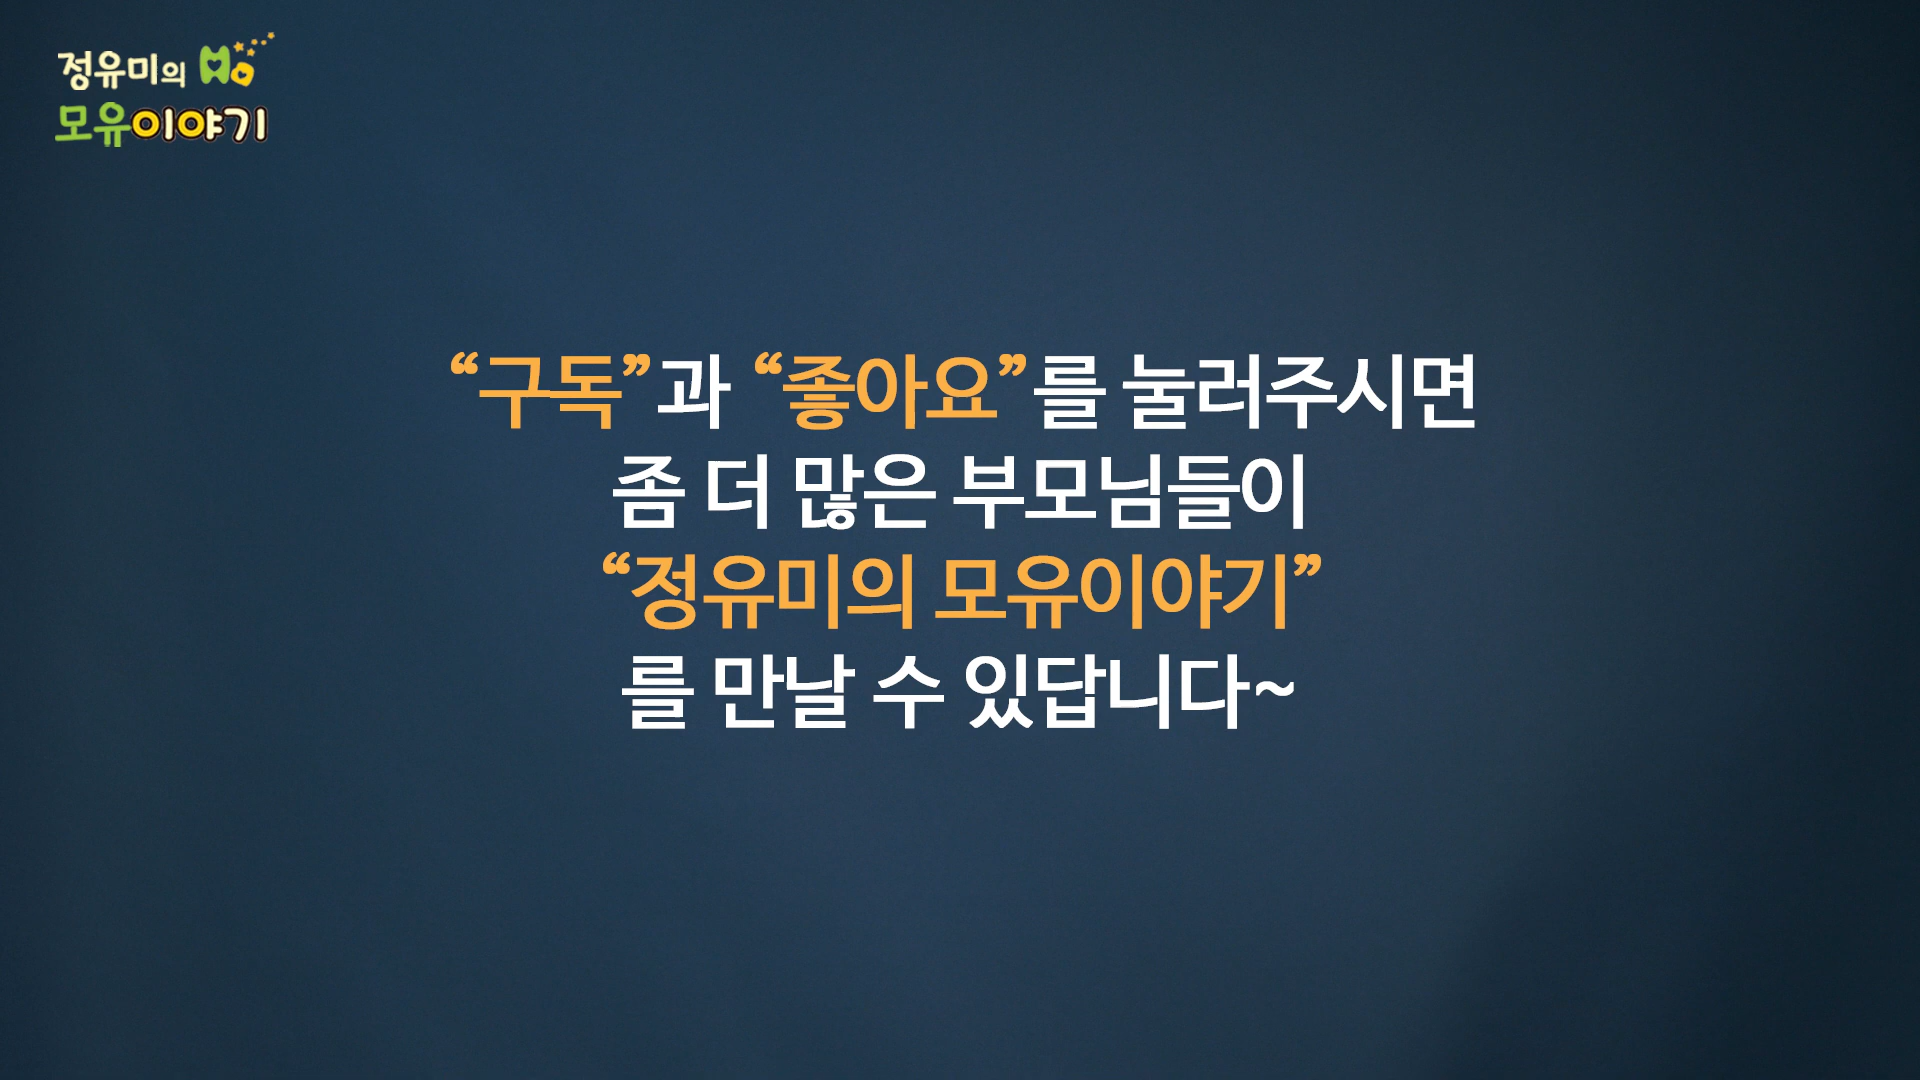 정유미의 Mo
모유이야기
“구독”과 “좋아요”를 눌러주시면
좀 더 많은 부모님들이
“정유미의 모유이야기”
를 만날 수 있답니다~